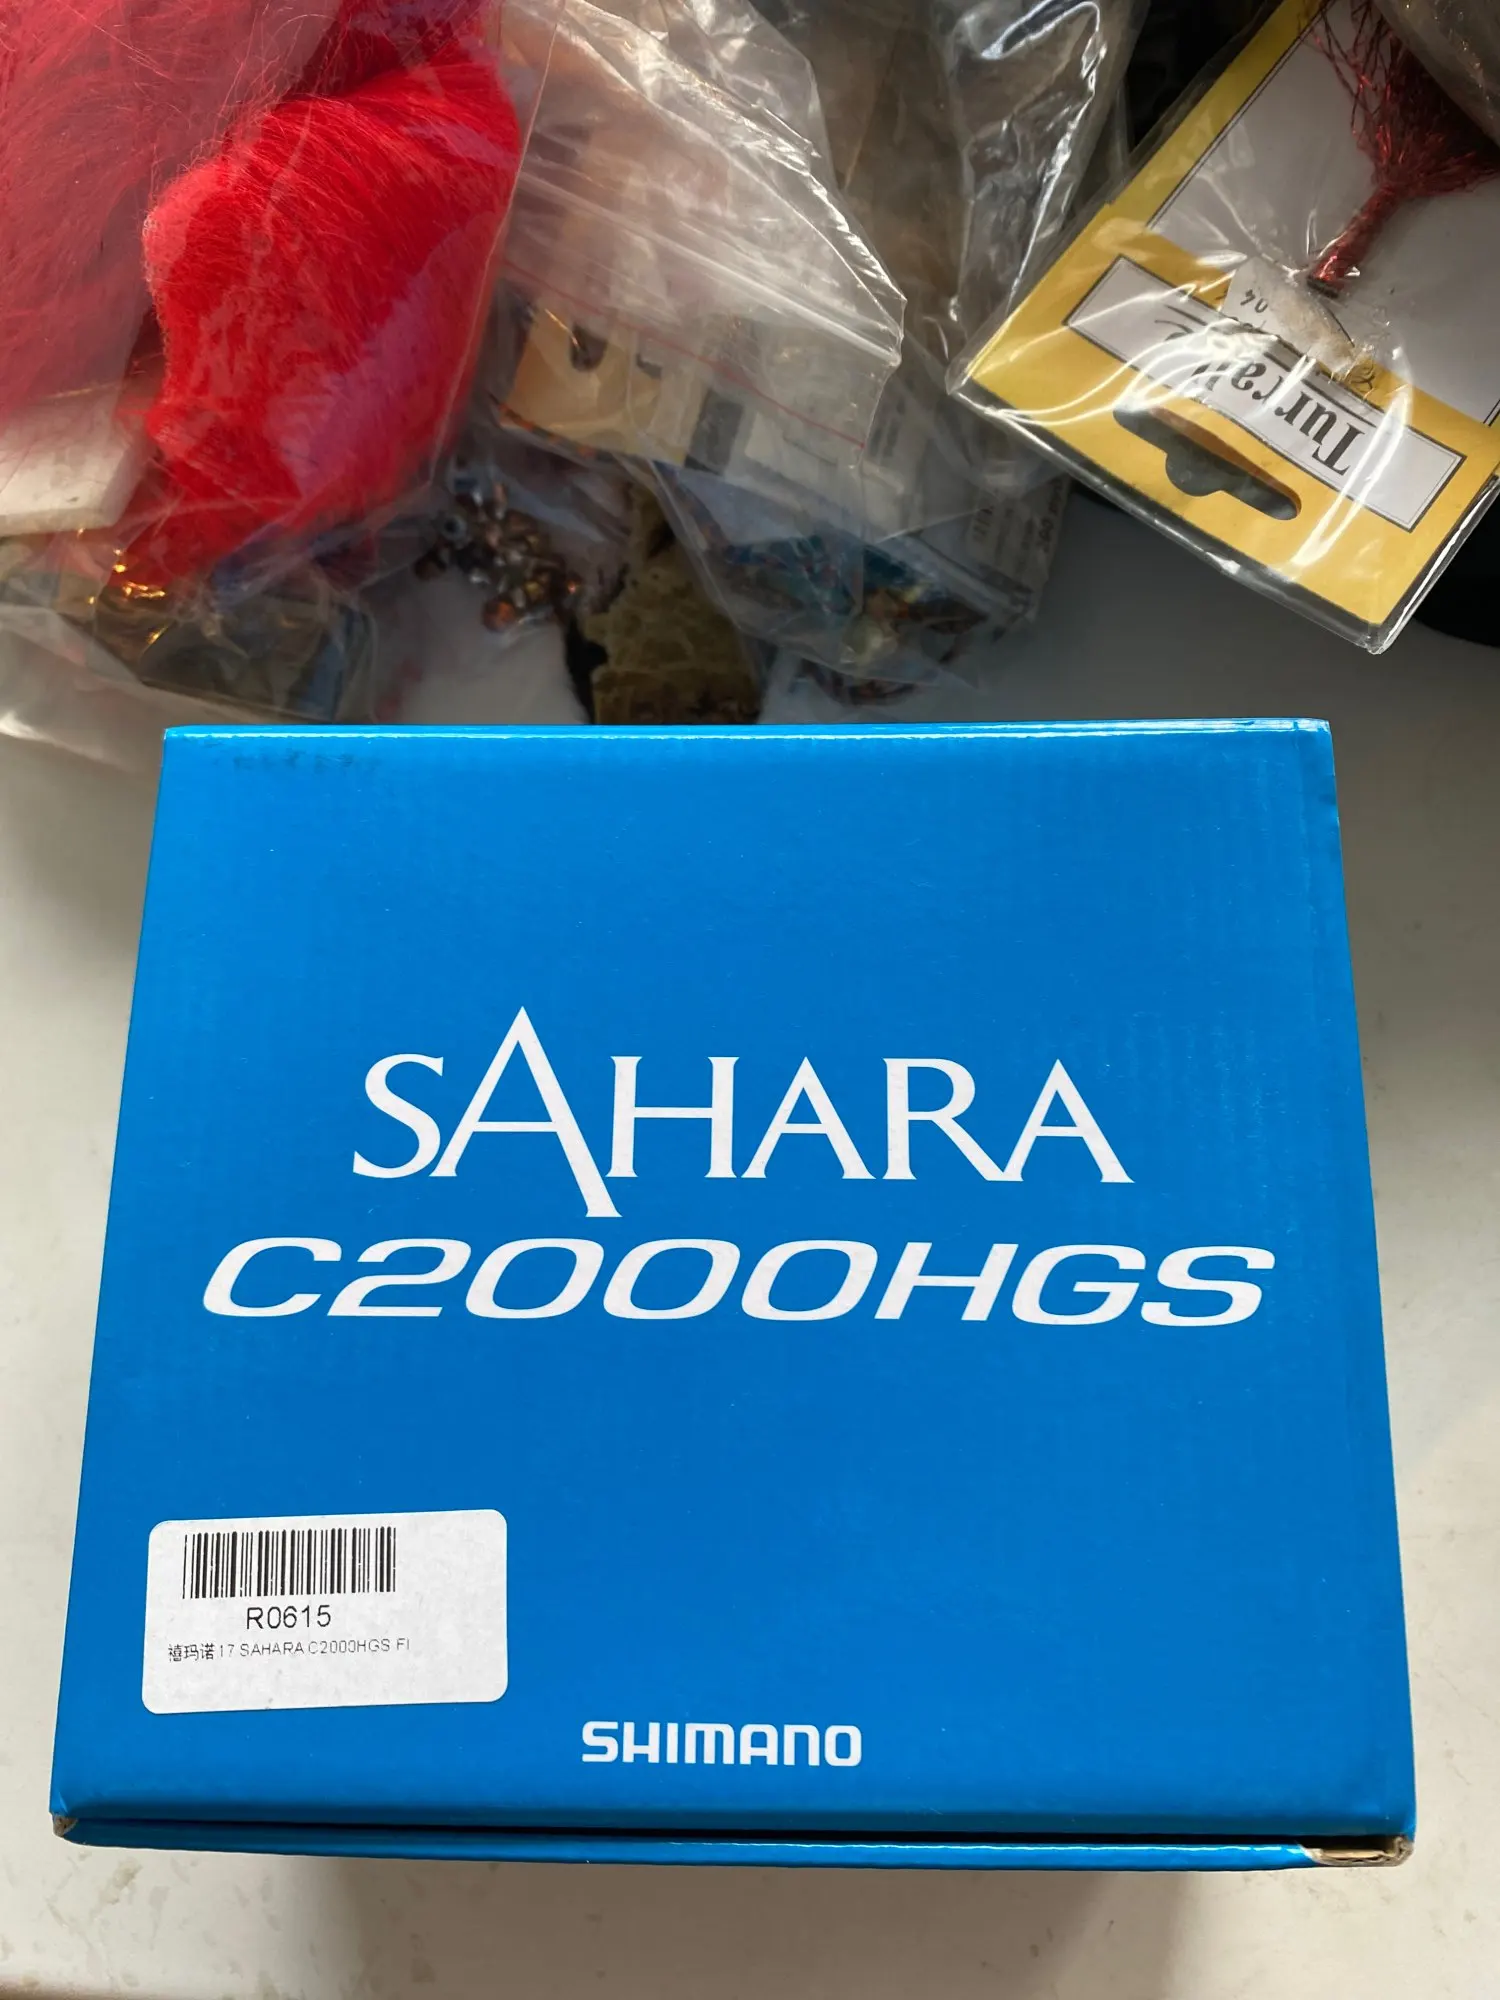 Turrall
SAHARA
C2000HGS
R0615
禧玛诺 17 SAHARA C2000HGS FI
SHIMANO